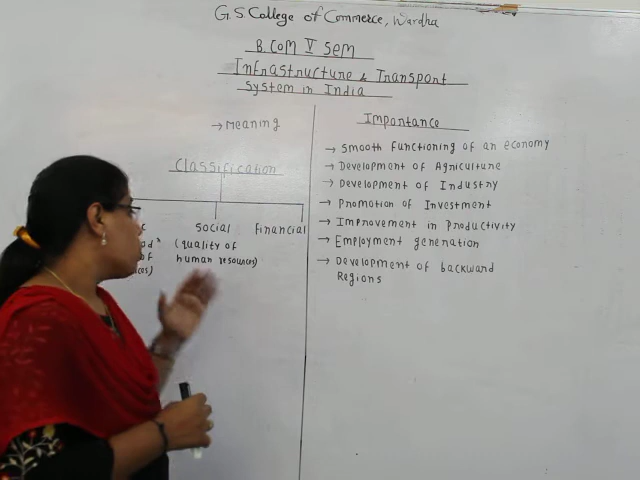 G.S. College of Commerce, Wardha
B.COM V SEM
Infrastructure & Transport
System in India
→ Meaning
Classification
Social
Financial
(quality of
human resources)
Importance
→ Smooth functioning of an economy
→ Development of Agriculture
→ Development of Industry
→ Promotion of Investment
→ Improvement in Productivity
→ Employment generation
→ Development of backward
Regions